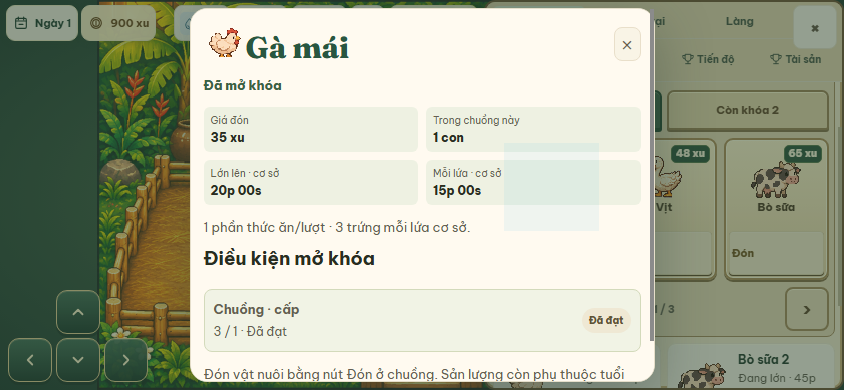 Ngày 1
900 xu
Làng
Tiến độ
Tài sản
Còn khóa 2
48 xu
Vịt
65 xu
Bò sữa
Đón
/ 3
Bò sữa 2
Đang lớn · 45p
Gà mái
Đã mở khóa
Giá đón
35 xu
Trong chuồng này
1 con
Lớn lên · cơ sở
20p 00s
Mỗi lứa · cơ sở
15p 00s
1 phần thức ăn/lượt · 3 trứng mỗi lứa cơ sở.
Điều kiện mở khóa
Chuồng · cấp
3 / 1 · Đã đạt
Đã đạt
Đón vật nuôi bằng nút Đón ở chuồng. Sản lượng còn phụ thuộc tuổi